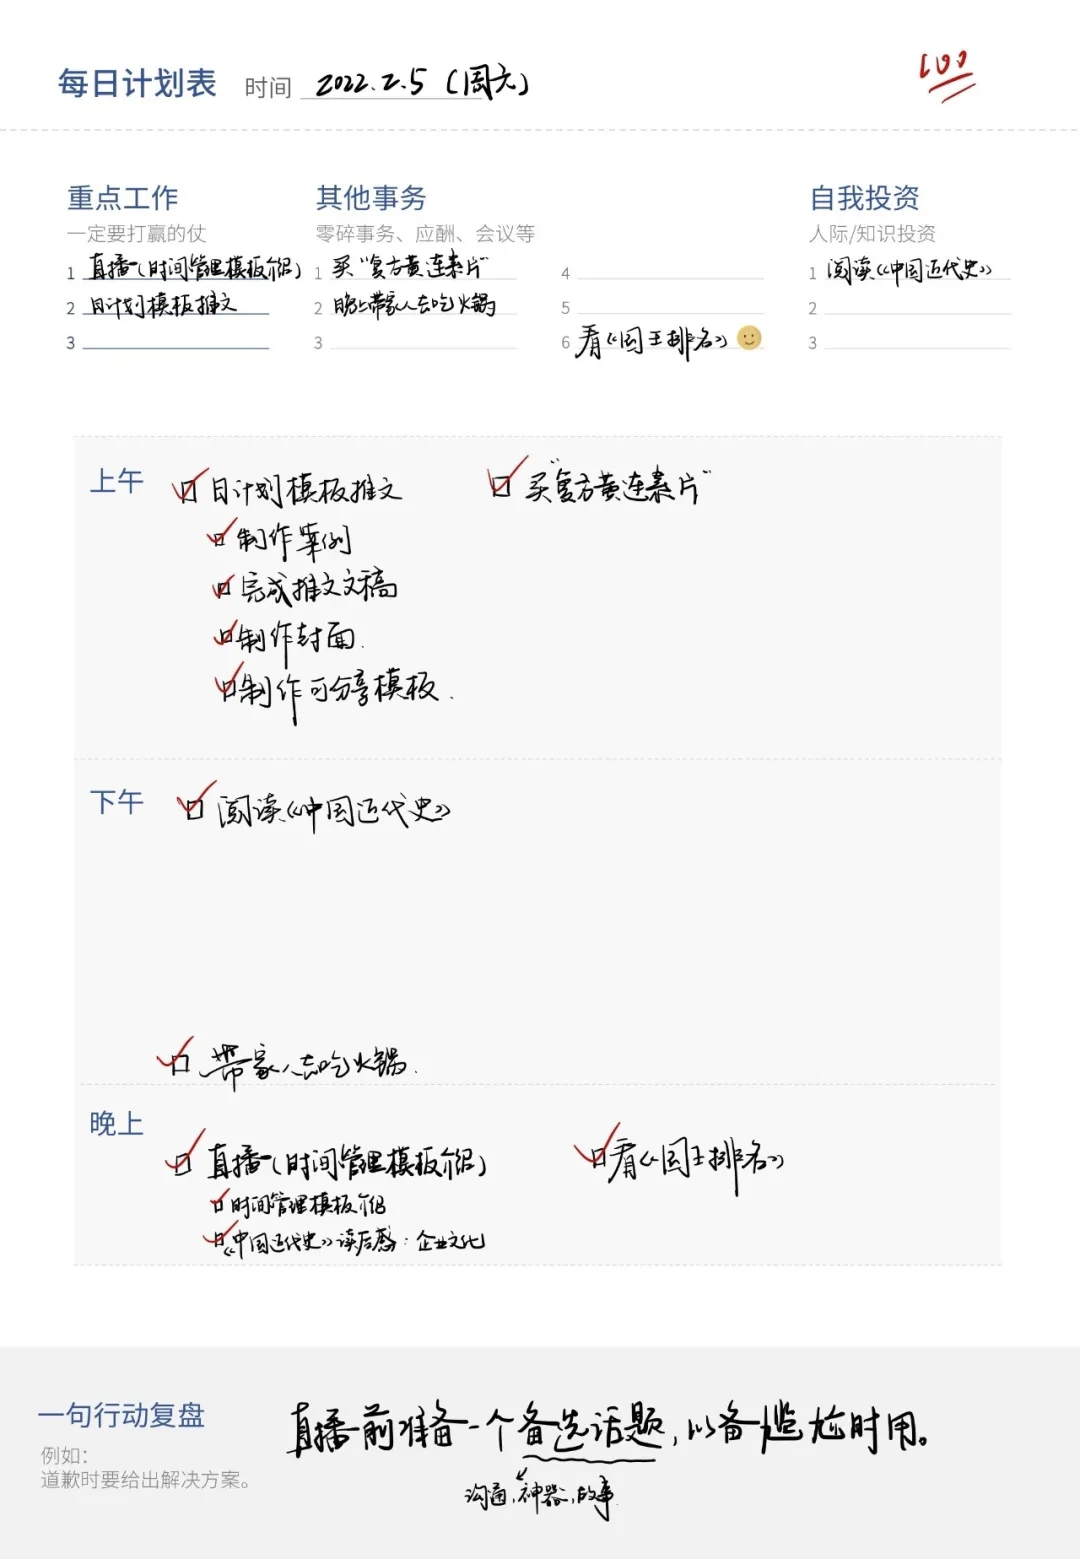 每日计划表 时间 2022.2.5 (周六)
100
重点工作
一定要打赢的仗
1 直播(时间管理模板介绍)
2 日计划模板推文
3
其他事务
零碎事务、应酬、会议等
1 买“复方黄连素片”
2 晚上带家人去吃火锅
3
4
5
6 看《国王排名》
自我投资
人际/知识投资
1 阅读《中国近代史》
2
3
上午
日计划模板推文
制作案例
完成推文文稿
制作封面.
制作可分享模板.
买“复方黄连素片”
下午
阅读《中国近代史》
带家人去吃火锅.
晚上
直播(时间管理模板介绍)
时间管理模板介绍
《中国近代史》读后感:企业文化
看《国王排名》
一句行动复盘
例如:
道歉时要给出解决方案。
直播前准备一个备选话题,以备尴尬时用。
沟通,神器,故事